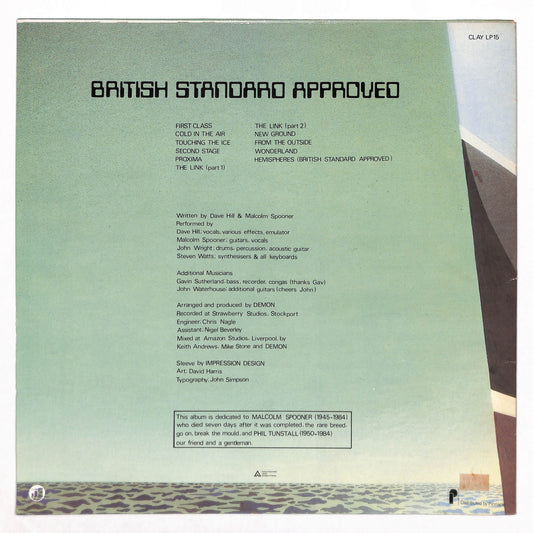 CLAY LP15
BRITISH STANDARD APPROVED
FIRST CLASS
COLD IN THE AIR
TOUCHING THE ICE
SECOND STAGE
PROXIMA
THE LINK (part 1)
THE LINK (part 2)
NEW GROUND
FROM THE OUTSIDE
WONDERLAND
HEMISPHERES (BRITISH STANDARD APPROVED)
Written by Dave Hill & Malcolm Spooner
Performed by
Dave Hill; vocals, various effects, emulator
Malcolm Spooner; guitars, vocals
John Wright; drums, percussion, acoustic guitar
Steven Watts; synthesisers & all keyboards
Additional Musicians
Gavin Sutherland; bass, recorder, congas (thanks Gav)
John Waterhouse; additional guitars (cheers John)
Arranged and produced by DEMON
Recorded at Strawberry Studios, Stockport
Engineer; Chris Nagle
Assistant; Nigel Beverley
Mixed at Amazon Studios, Liverpool, by
Keith Andrews, Mike Stone and DEMON
Sleeve by IMPRESSION DESIGN
Art: David Harris
Typography; John Simpson
This album is dedicated to MALCOLM SPOONER (1945-1984)
who died seven days after it was completed, the rare breed-
go on, break the mould, and PHIL TUNSTALL (1950-1984)
our friend and a gentleman.
Distributed by